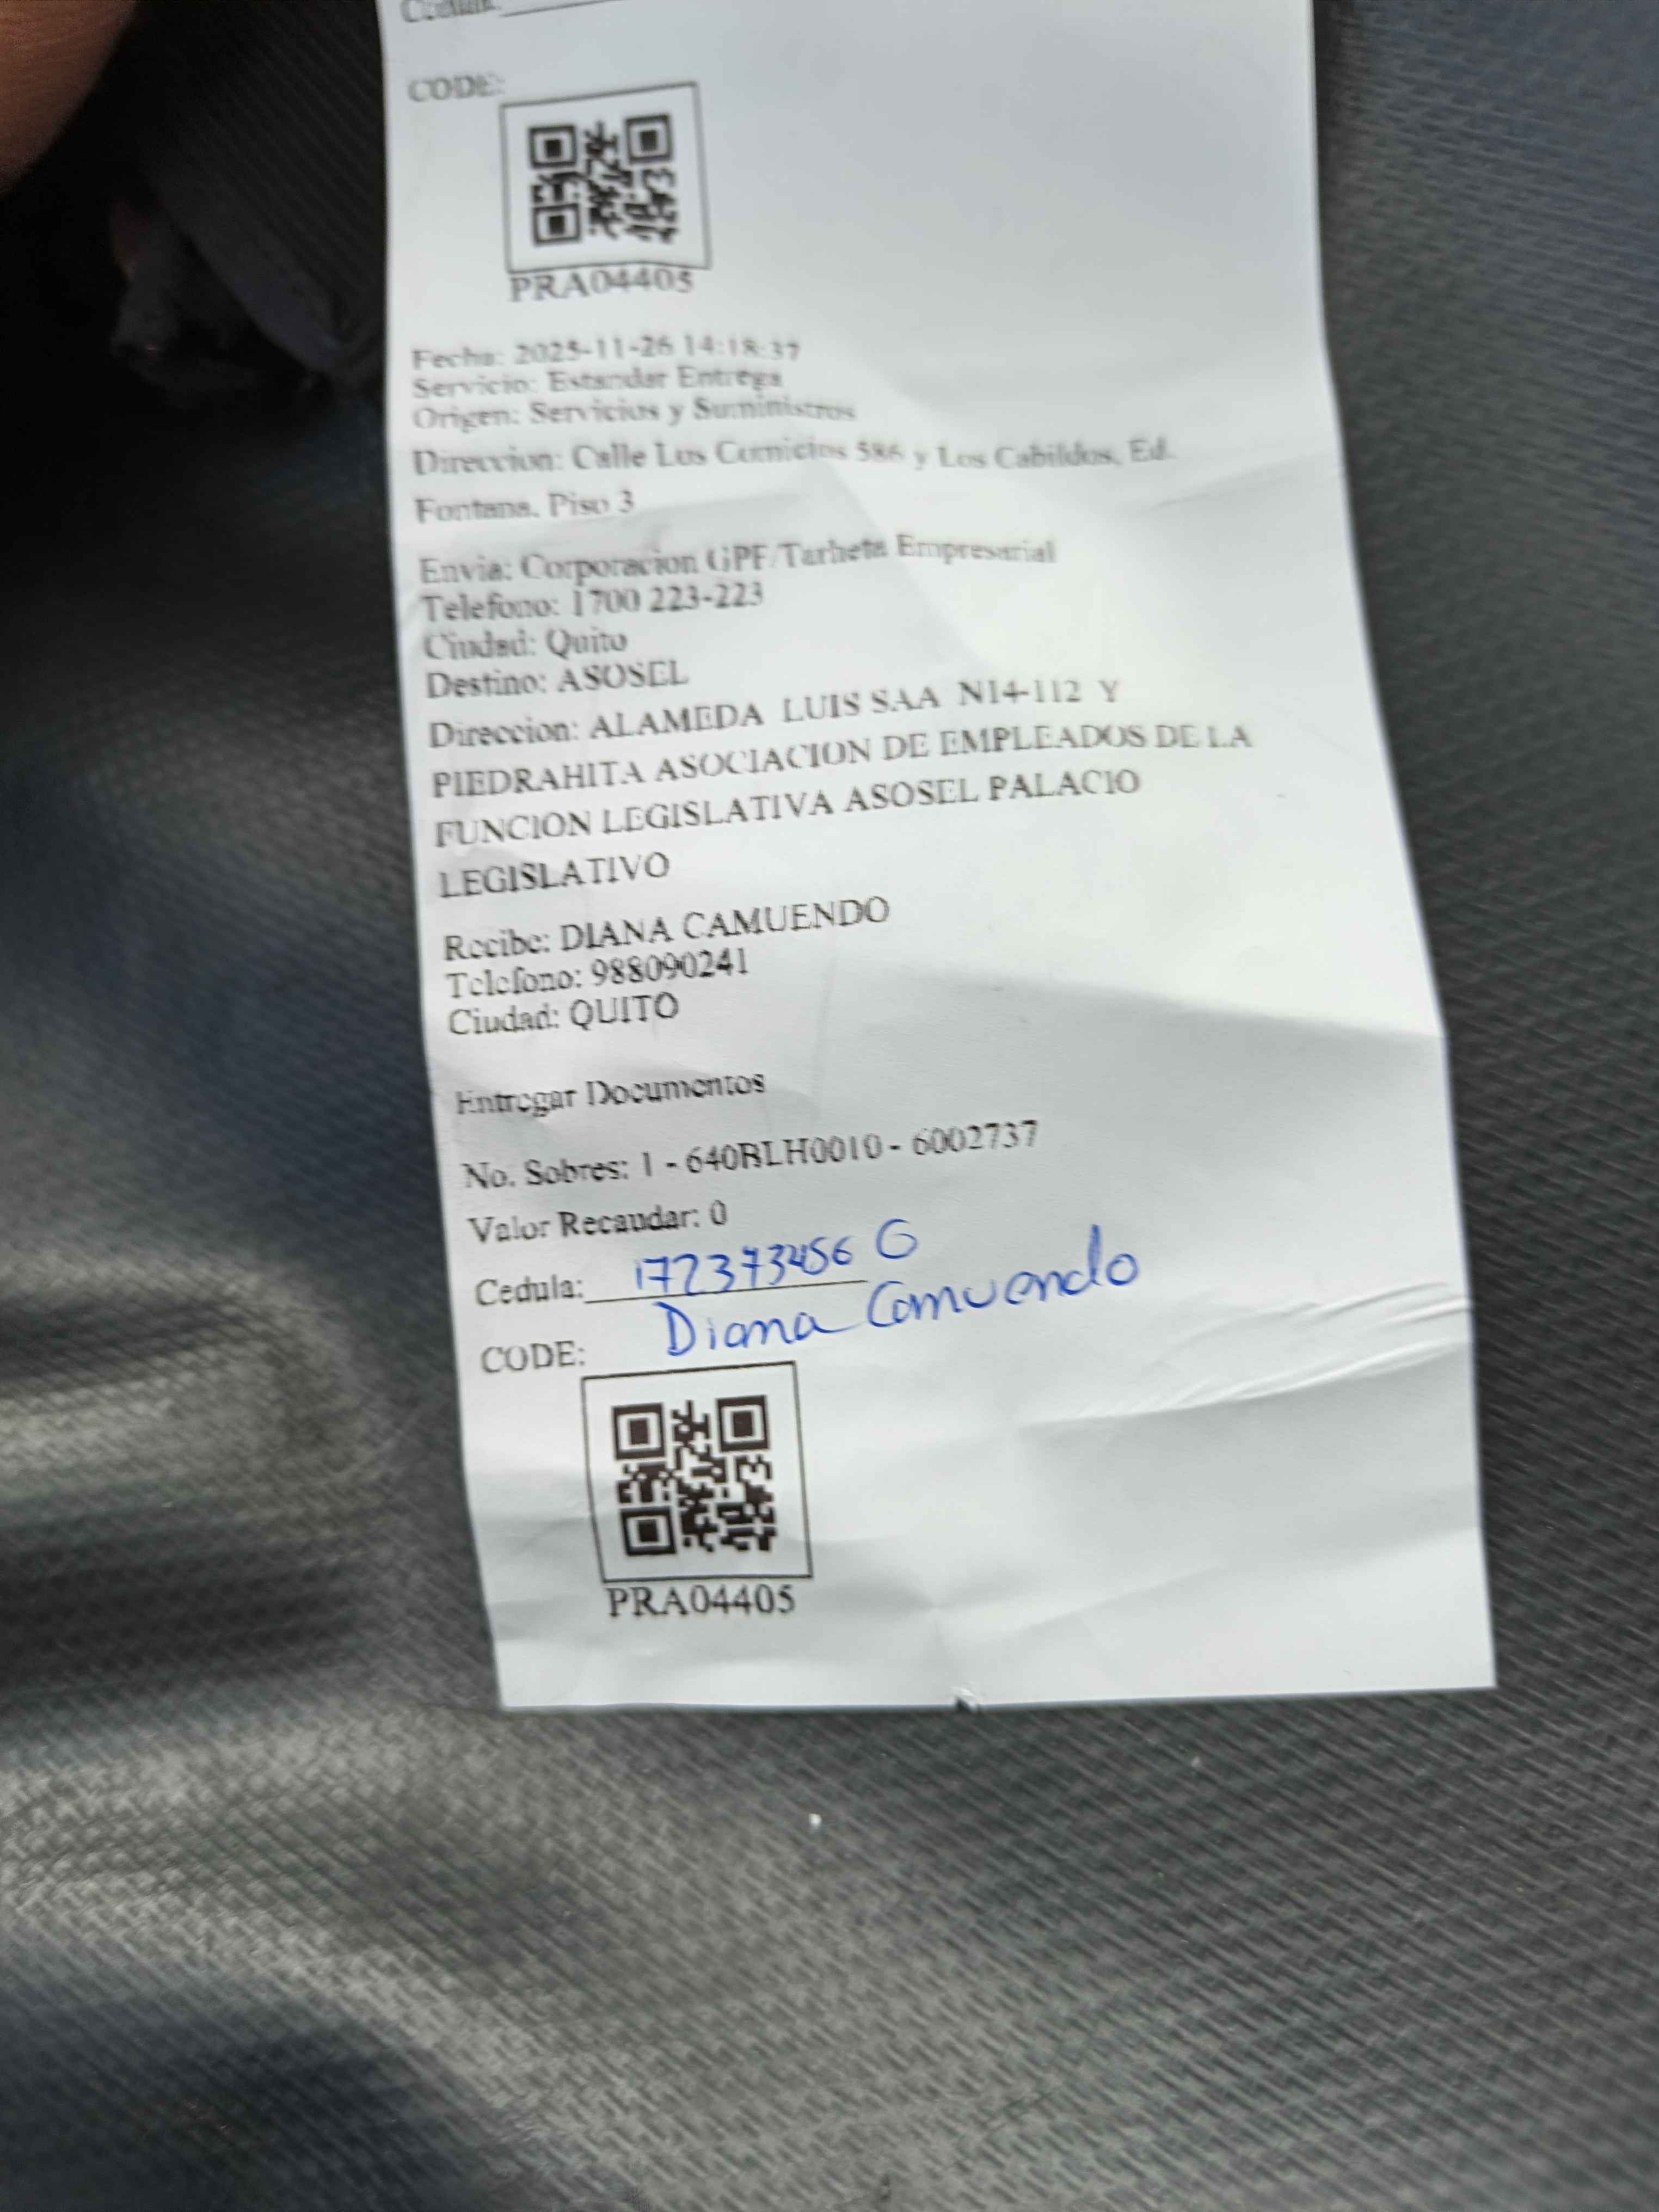 CODE:
PRA04405
Fecha: 2025-11-26 14:18:37
Servicio: Estandar Entrega
Origen: Servicios y Suministros
Direccion: Calle Los Comicios 586 y Los Cabildos, Ed.
Fontana. Piso 3
Envia: Corporacion GPF/Tarheta Empresarial
Telefono: 1700 223-223
Ciudad: Quito
Destino: ASOSEL
Direccion: ALAMEDA LUIS SAA N14-112 Y
PIEDRAHITA ASOCIACION DE EMPLEADOS DE LA
FUNCION LEGISLATIVA ASOSEL PALACIO
LEGISLATIVO
Recibe: DIANA CAMUENDO
Telefono: 988090241
Ciudad: QUITO
Entregar Documentos
No. Sobres: 1 - 640BLH0010 - 6002737
Valor Recaudar: 0
Cedula:
Diana Camuendo
CODE:
PRA04405